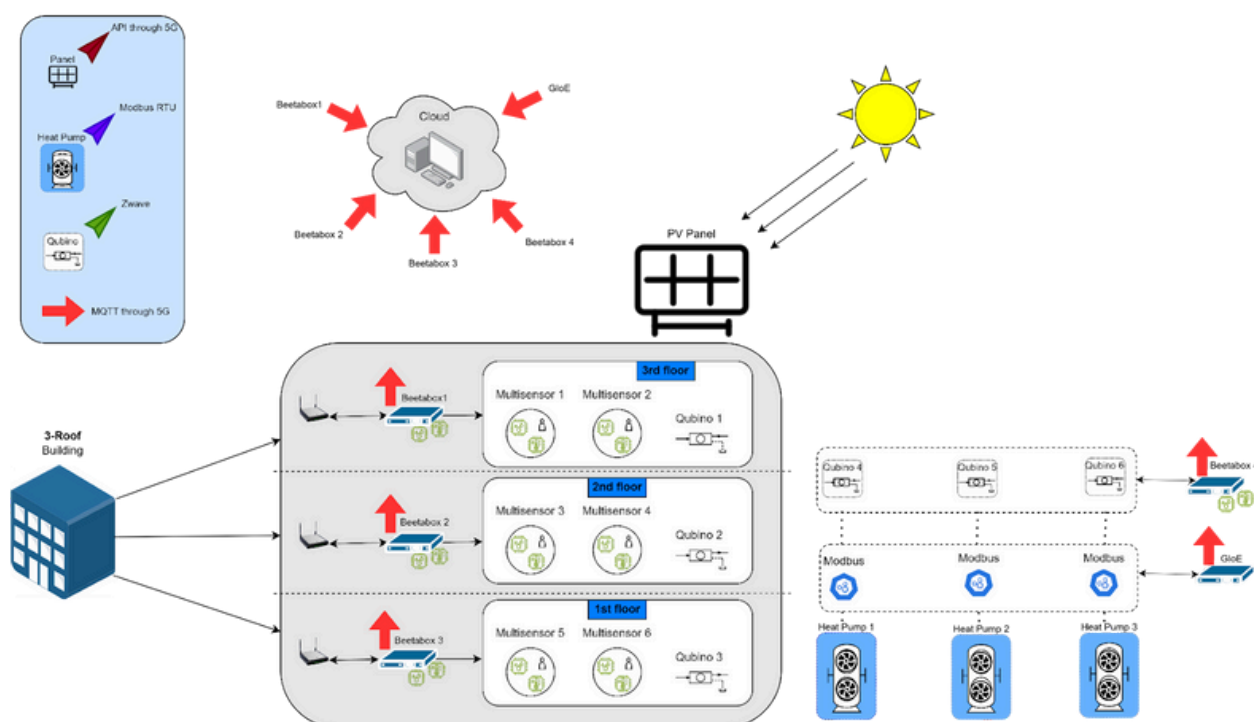 API through 5G
Panel
Modbus RTU
Heat Pump
Zwave
Qubino
MQTT through 5G
Beetabox1
GloE
Cloud
Beetabox 2
Beetabox 3
Beetabox 4
PV Panel
3-Roof
Building
3rd floor
Beetabox1
Multisensor 1
Multisensor 2
Qubino 1
2nd floor
Beetabox 2
Multisensor 3
Multisensor 4
Qubino 2
1st floor
Beetabox 3
Multisensor 5
Multisensor 6
Qubino 3
Qubino 4
Qubino 5
Qubino 6
Beetabox
Modbus
Modbus
Modbus
GloE
Heat Pump 1
Heat Pump 2
Heat Pump 3